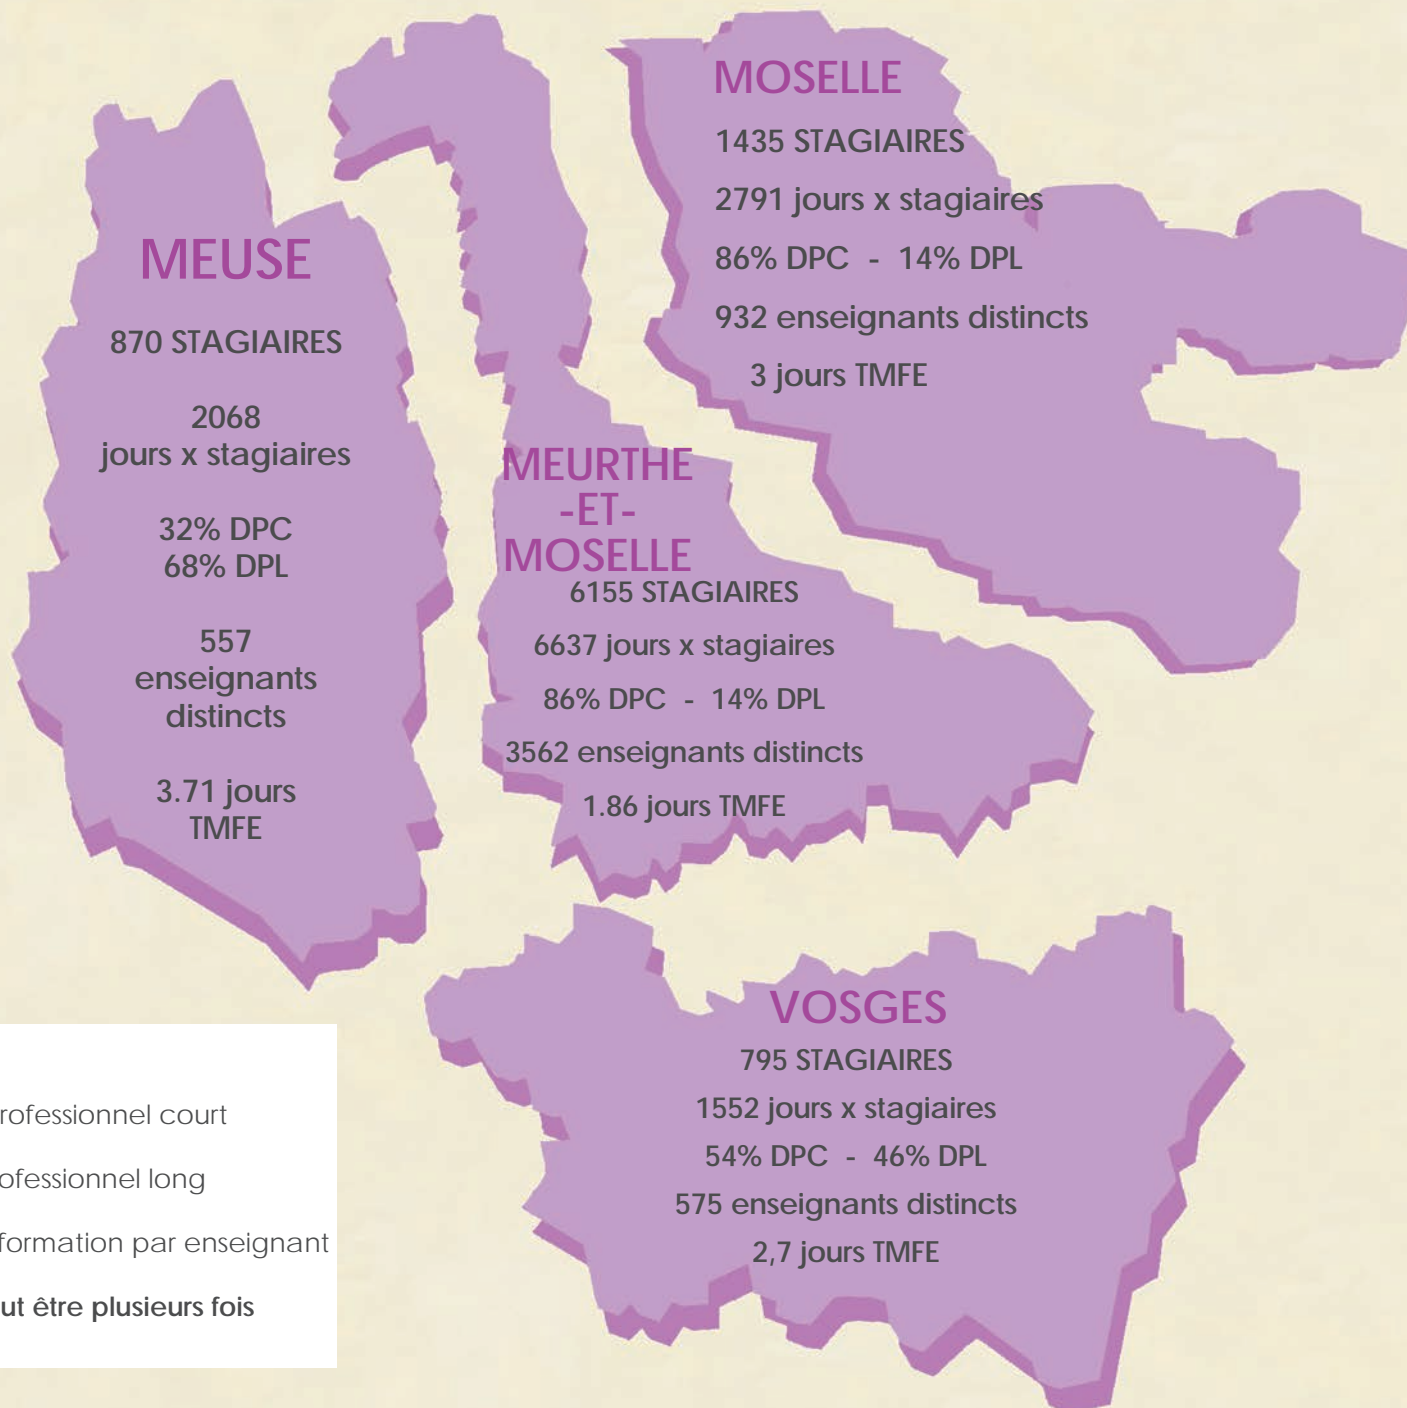 MEUSE
870 STAGIAIRES
2068
jours x stagiaires
32% DPC
68% DPL
557
enseignants
distincts
3.71 jours
TMFE
MOSELLE
1435 STAGIAIRES
2791 jours x stagiaires
86% DPC - 14% DPL
932 enseignants distincts
3 jours TMFE
MEURTHE
-ET-
MOSELLE
6155 STAGIAIRES
6637 jours x stagiaires
86% DPC - 14% DPL
3562 enseignants distincts
1.86 jours TMFE
VOSGES
795 STAGIAIRES
1552 jours x stagiaires
54% DPC - 46% DPL
575 enseignants distincts
2,7 jours TMFE
rofessionnel court
ofessionnel long
formation par enseignant
ut être plusieurs fois